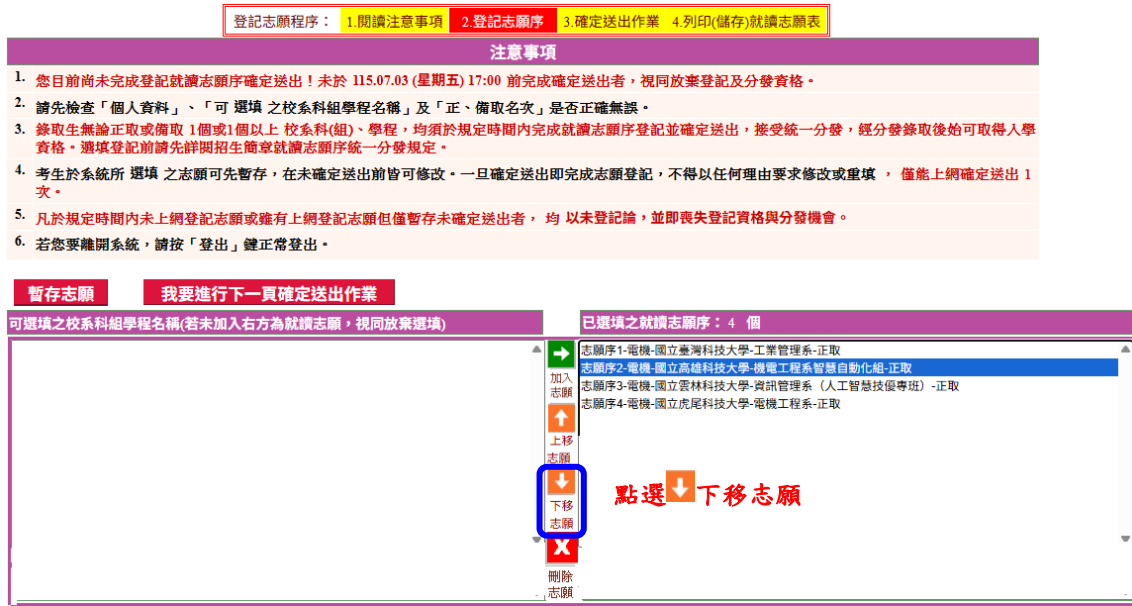 登記志願程序： 1.閱讀注意事項 2.登記志願序 3.確定送出作業 4.列印(儲存)就讀志願表
注意事項
1. 您目前尚未完成登記就讀志願序確定送出！未於 115.07.03 (星期五) 17:00 前完成確定送出者，視同放棄登記及分發資格。
2. 請先檢查「個人資料」、「可 選填 之校系科組學程名稱」及「正、備取名次」是否正確無誤。
3. 錄取生無論正取或備取 1個或1個以上 校系科(組)、學程，均須於規定時間內完成就讀志願序登記並確定送出，接受統一分發，經分發錄取後始可取得入學
資格。選填登記前請先詳閱招生簡章就讀志願序統一分發規定。
4. 考生於系統所 選填 之志願可先暫存，在未確定送出前皆可修改。一旦確定送出即完成志願登記，不得以任何理由要求修改或重填 ， 僅能上網確定送出 1
次。
5. 凡於規定時間內未上網登記志願或雖有上網登記志願但僅暫存未確定送出者， 均 以未登記論，並即喪失登記資格與分發機會。
6. 若您要離開系統，請按「登出」鍵正常登出。
暫存志願 我要進行下一頁確定送出作業
可選填之校系科組學程名稱(若未加入右方為就讀志願，視同放棄選填) 已選填之就讀志願序： 4 個
加入
志願
上移
志願
下移
志願
X
刪除
志願
志願序1-電機-國立臺灣科技大學-工業管理系-正取
志願序2-電機-國立高雄科技大學-機電工程系智慧自動化組-正取
志願序3-電機-國立雲林科技大學-資訊管理系（人工智慧技優專班）-正取
志願序4-電機-國立虎尾科技大學-電機工程系-正取
點選 下移志願